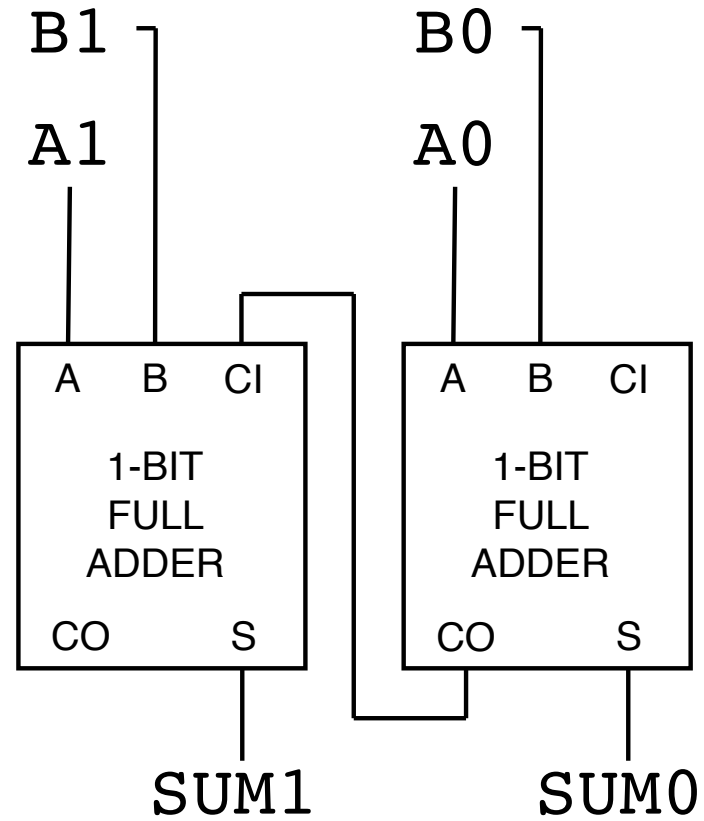 B1 B0
A1 A0
A B CI A B CI
1-BIT 1-BIT
FULL FULL
ADDER ADDER
CO S CO S
SUM1 SUM0